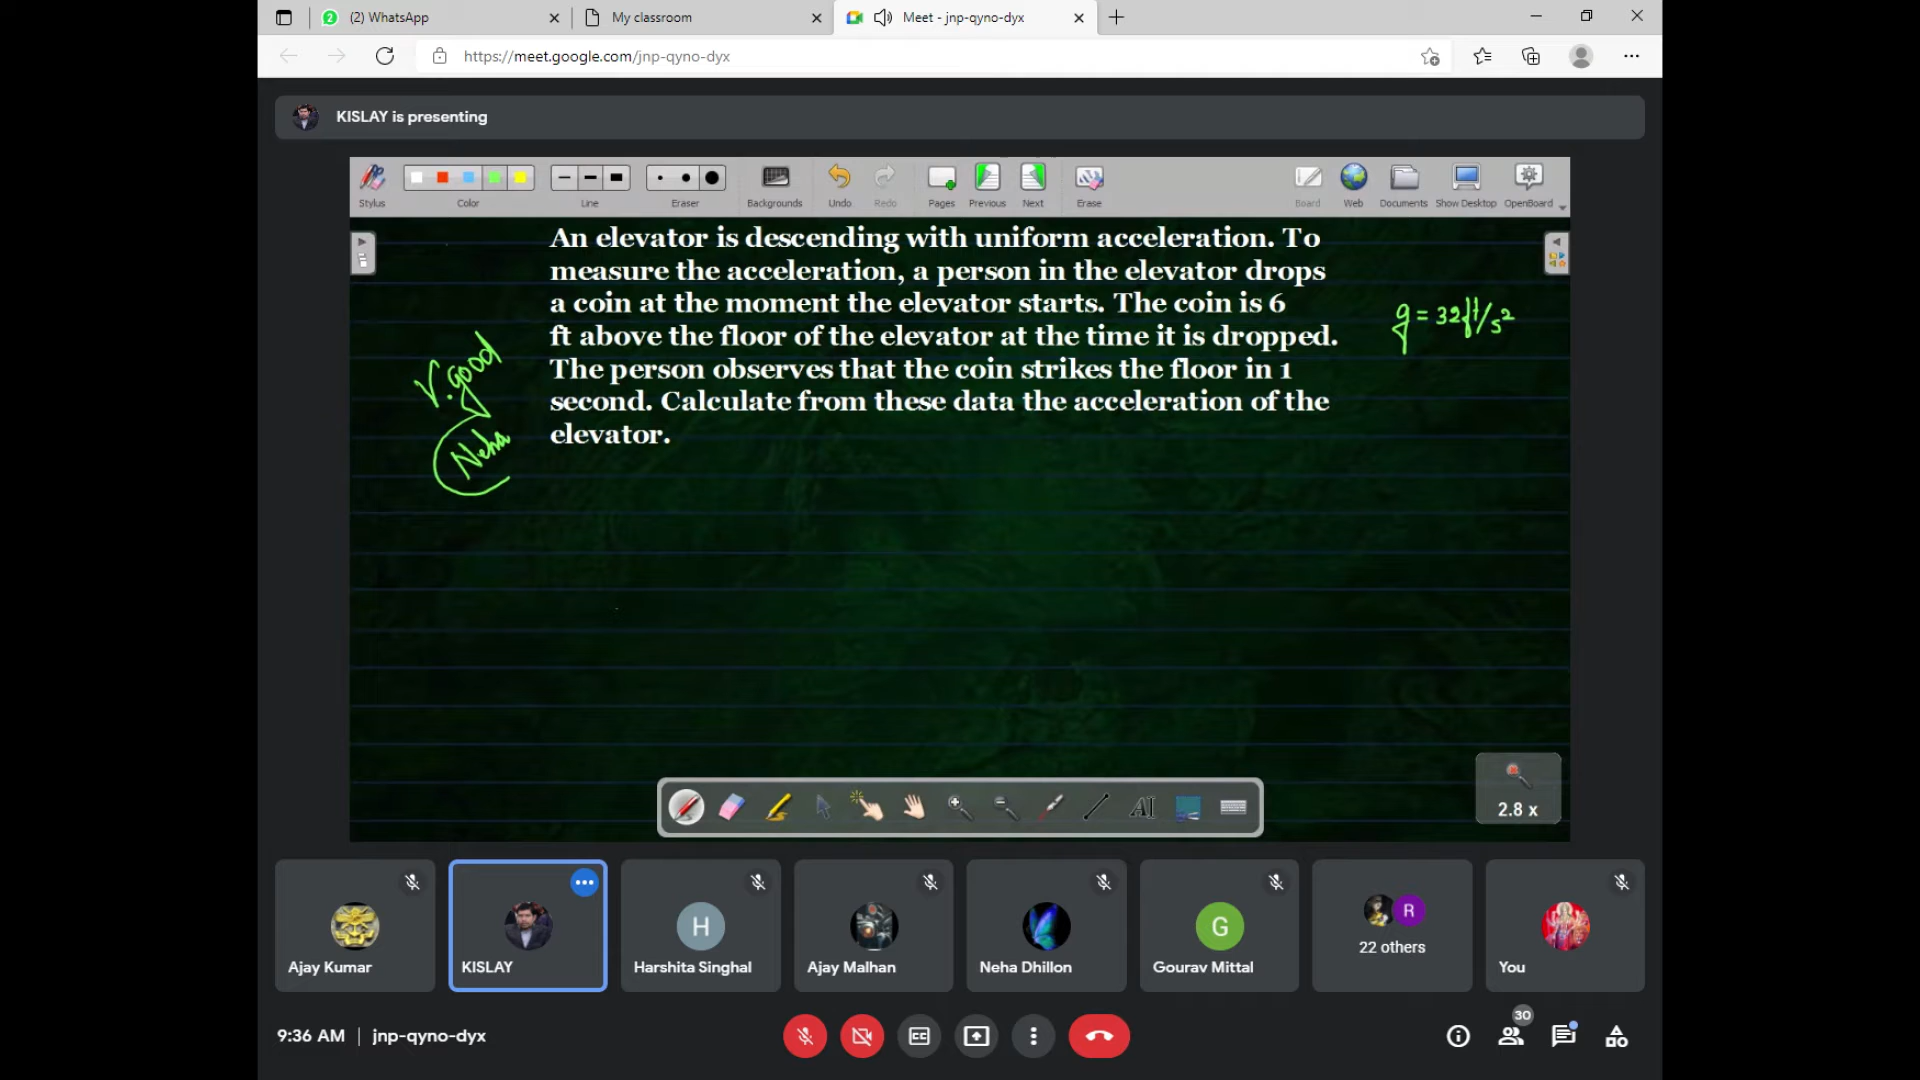 2
(2) WhatsApp
My classroom
Meet - jnp-qyno-dyx
https://meet.google.com/jnp-qyno-dyx
KISLAY is presenting
Stylus
Color
Line
Eraser
Backgrounds
Undo
Redo
Pages
Previous
Next
Erase
Board
Web
Documents
Show Desktop
OpenBoard
An elevator is descending with uniform acceleration. To
measure the acceleration, a person in the elevator drops
a coin at the moment the elevator starts. The coin is 6
ft above the floor of the elevator at the time it is dropped.
The person observes that the coin strikes the floor in 1
second. Calculate from these data the acceleration of the
elevator.
g = 32ft/s²
V.good
Neha
AI
2.8 x
Ajay Kumar
KISLAY
H
Harshita Singhal
Ajay Malhan
Neha Dhillon
G
Gourav Mittal
R
22 others
You
9:36 AM | jnp-qyno-dyx
CC
30